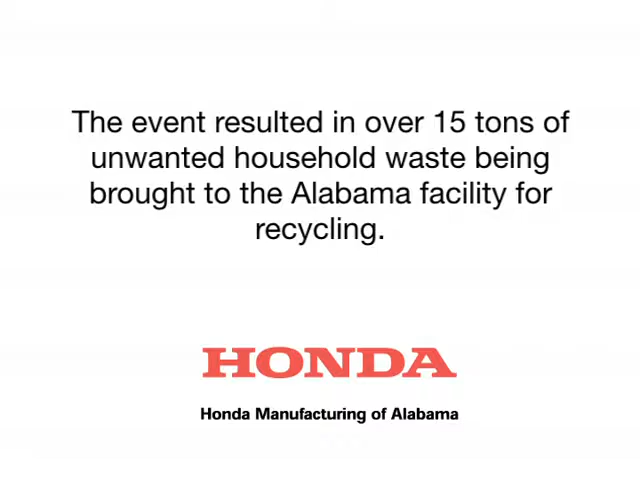 The event resulted in over 15 tons of
unwanted household waste being
brought to the Alabama facility for
recycling.
HONDA
Honda Manufacturing of Alabama